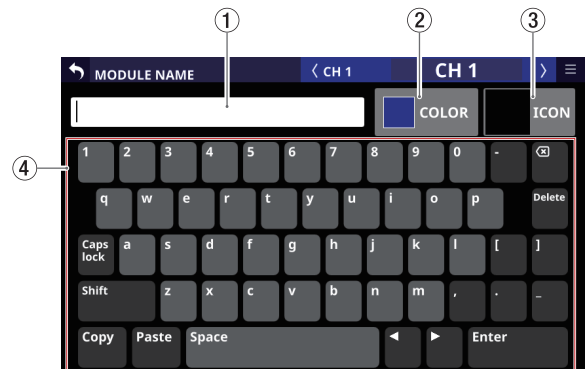 ① ② ③
MODULE NAME 〈 CH 1 CH 1 〉 ≡
COLOR ICON
④
1 2 3 4 5 6 7 8 9 0 -
q w e r t y u i o p Delete
Caps lock a s d f g h j k l [ ]
Shift z x c v b n m , . _
Copy Paste Space ◀ ▶ Enter